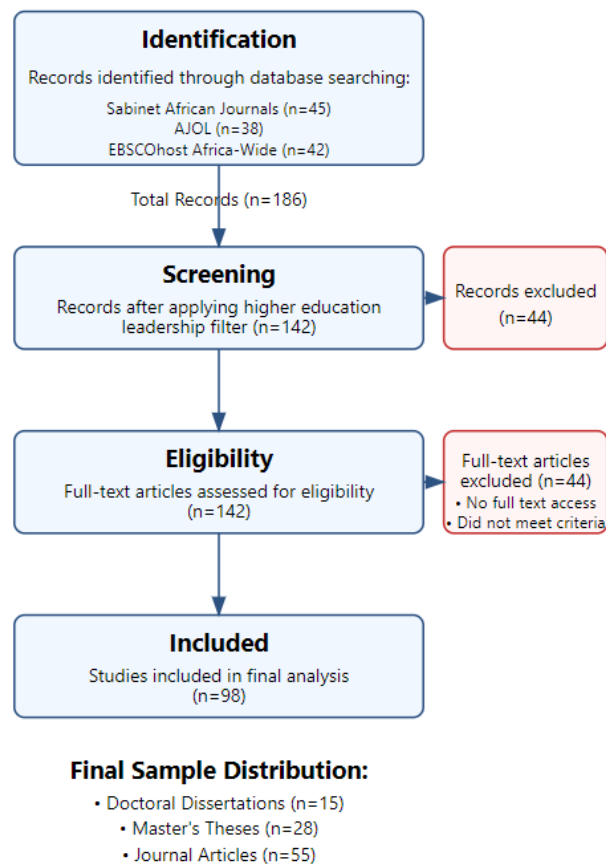 Identification
Records identified through database searching:
Sabinet African Journals (n=45)
AJOL (n=38)
EBSCOhost Africa-Wide (n=42)
Total Records (n=186)
Screening
Records after applying higher education
leadership filter (n=142)
Records excluded
(n=44)
Eligibility
Full-text articles assessed for eligibility
(n=142)
Full-text articles
excluded (n=44)
• No full text access
• Did not meet criteria
Included
Studies included in final analysis
(n=98)
Final Sample Distribution:
• Doctoral Dissertations (n=15)
• Master's Theses (n=28)
• Journal Articles (n=55)